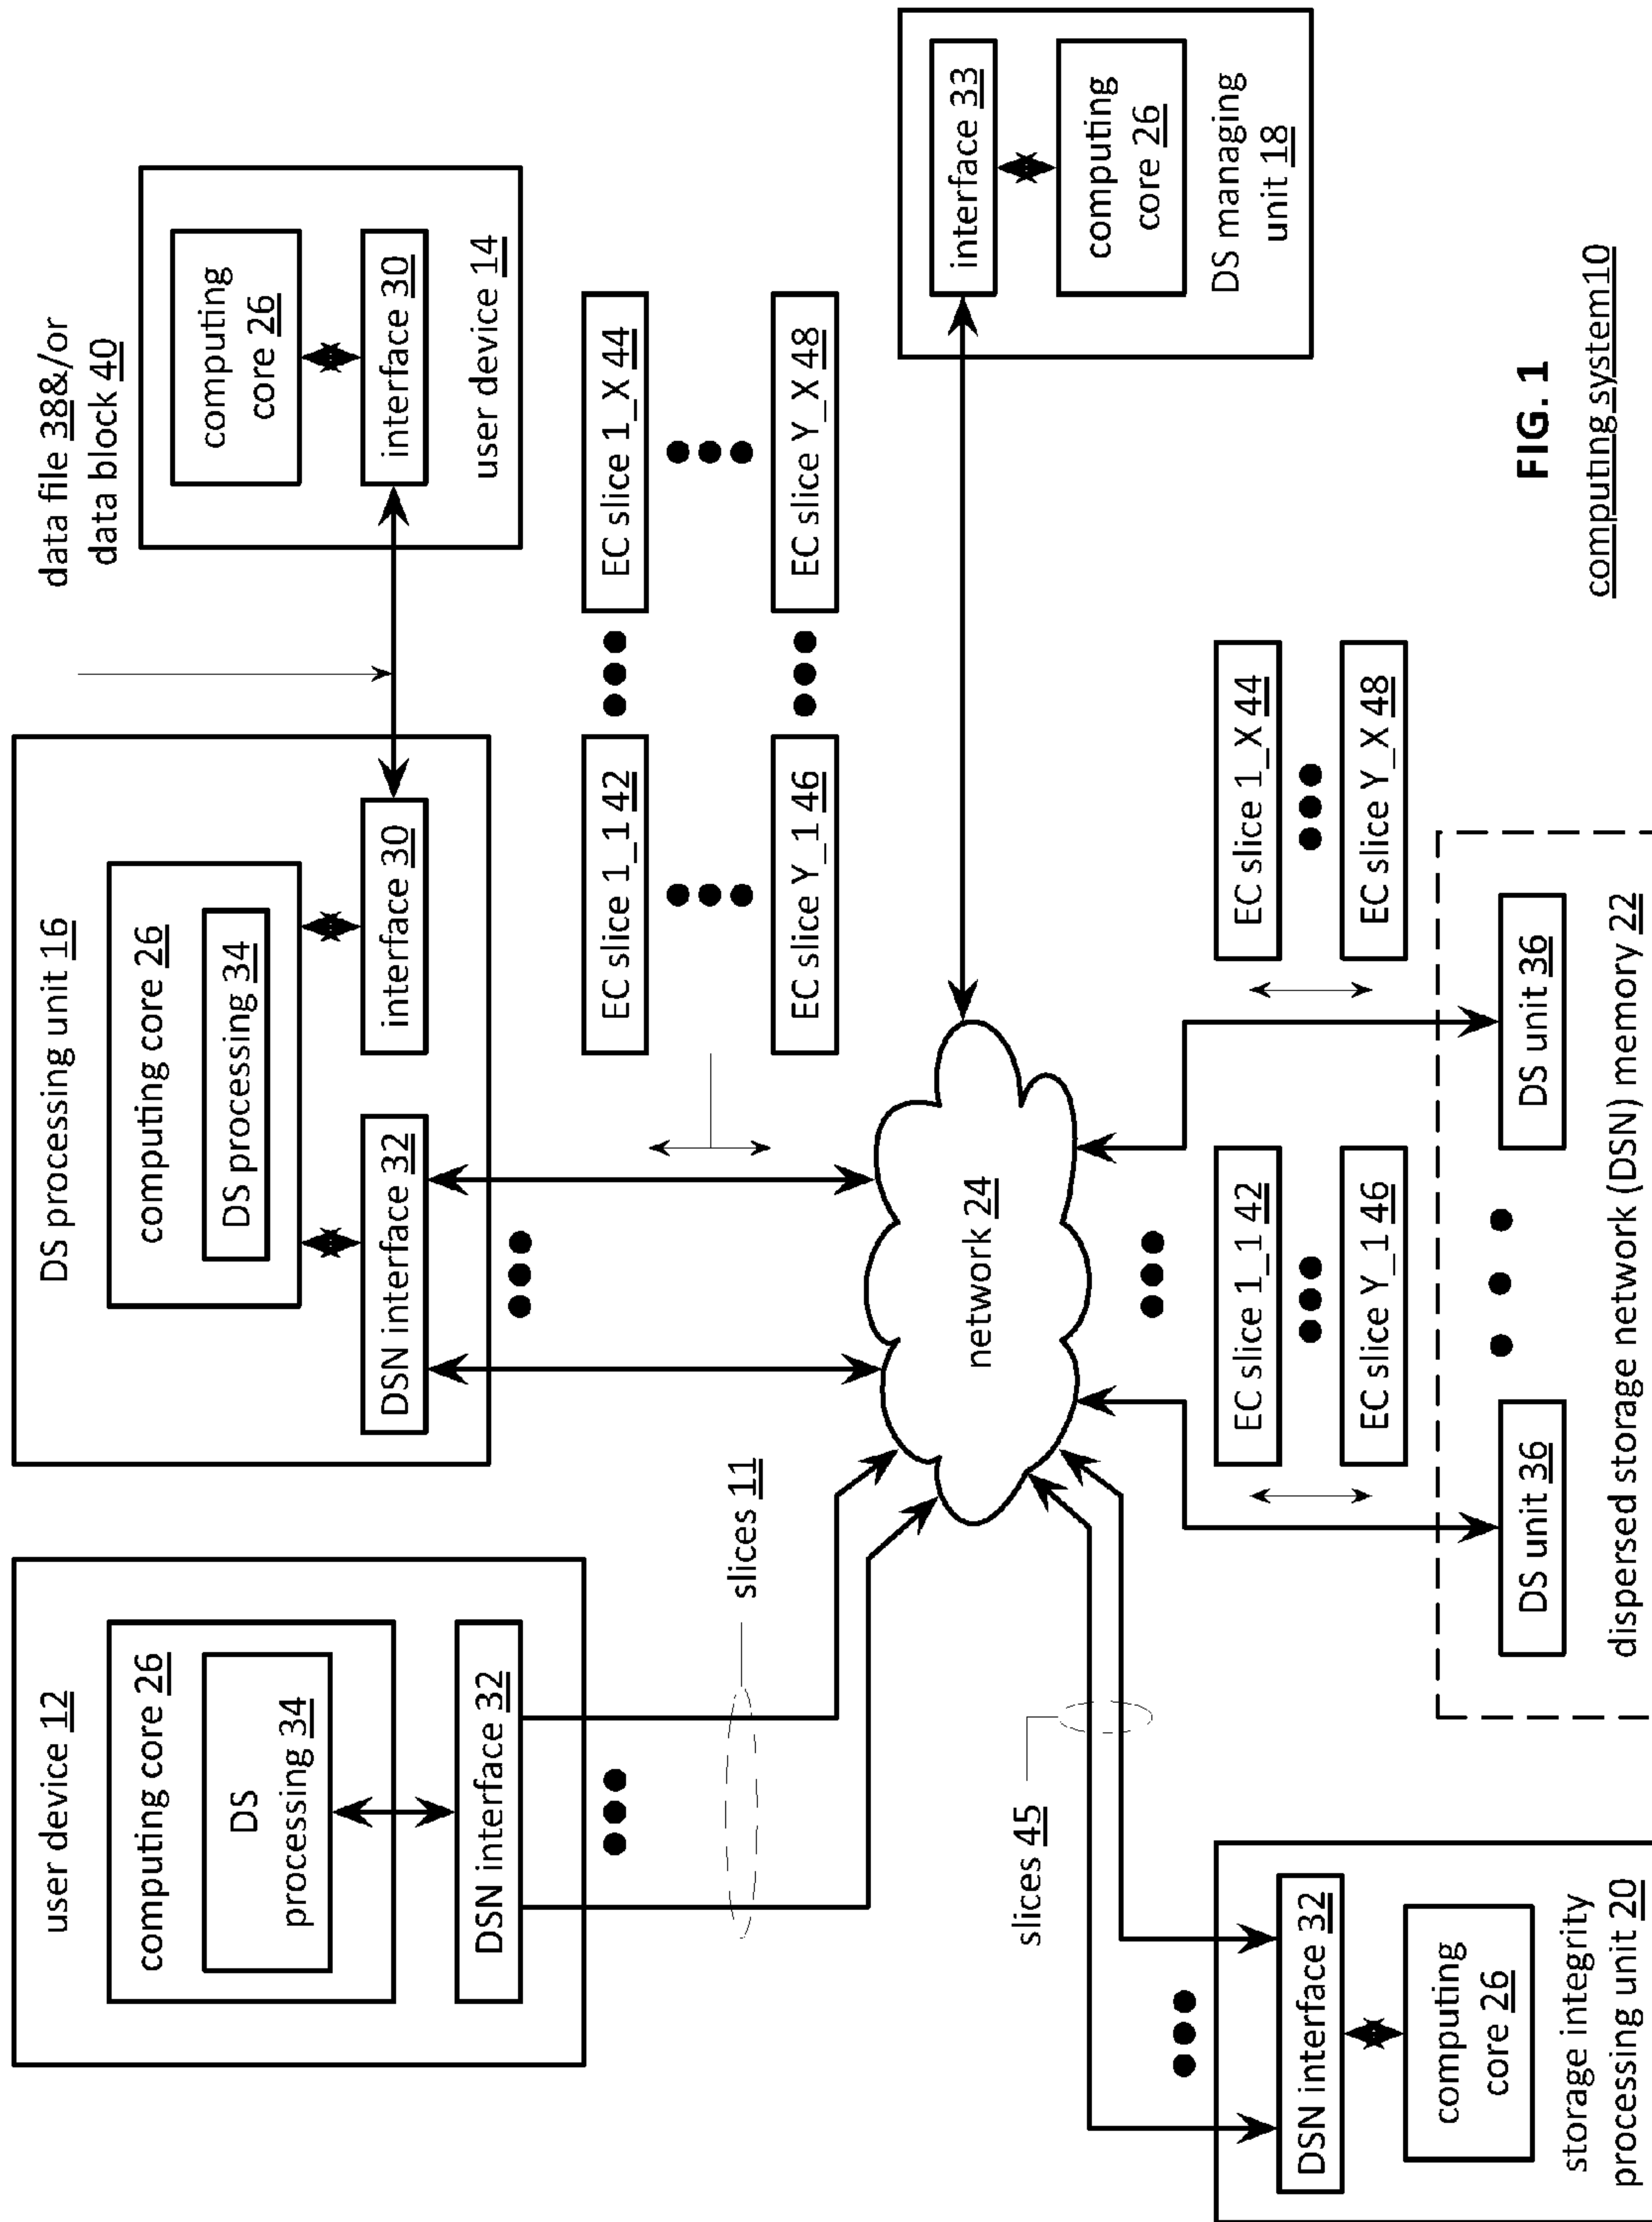 user device 12
computing core 26
DS
processing 34
DSN interface 32
slices 11
DS processing unit 16
computing core 26
DS processing 34
DSN interface 32
interface 30
data file 38&/or
data block 40
computing
core 26
interface 30
user device 14
EC slice 1_1 42
EC slice 1_X 44
EC slice Y_1 46
EC slice Y_X 48
network 24
interface 33
computing
core 26
DS managing
unit 18
slices 45
DSN interface 32
computing
core 26
storage integrity
processing unit 20
EC slice 1_1 42
EC slice Y_1 46
EC slice 1_X 44
EC slice Y_X 48
DS unit 36
DS unit 36
dispersed storage network (DSN) memory 22
FIG. 1
computing system10